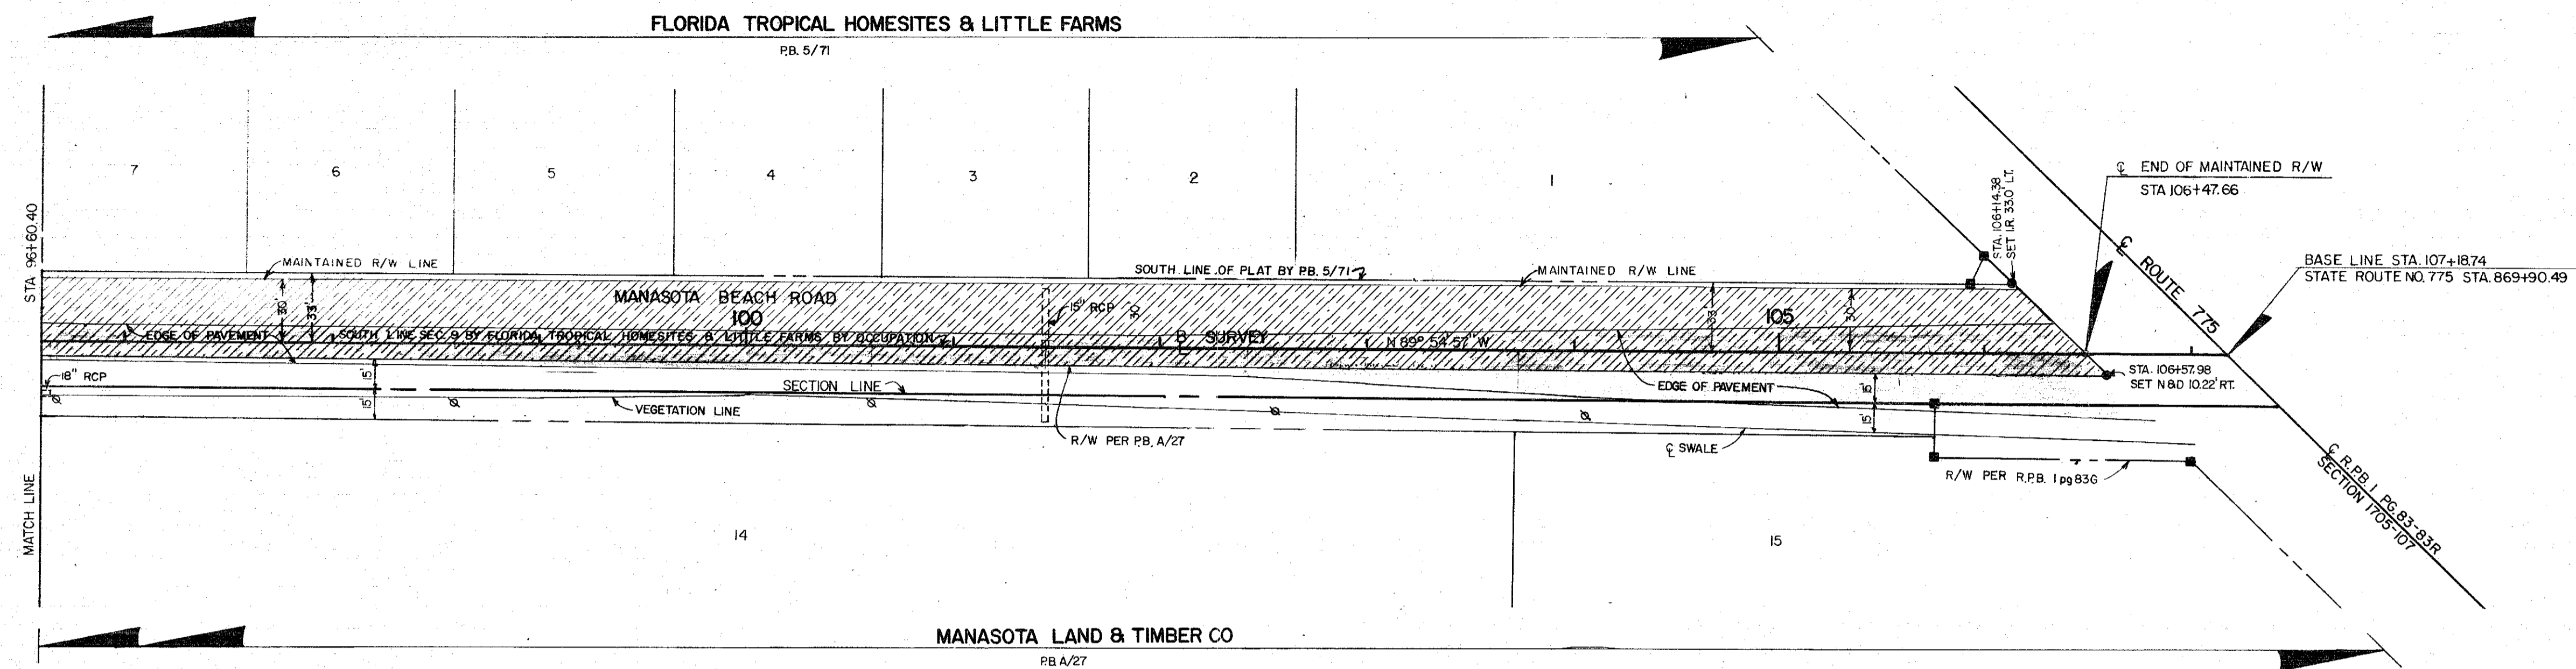 FLORIDA TROPICAL HOMESITES & LITTLE FARMS
P.B. 5/71
7
6
5
4
3
2
1
STA 96+60.40
MATCH LINE
MAINTAINED R/W LINE
SOUTH LINE OF PLAT BY P.B. 5/71
MAINTAINED R/W LINE
STA. 106+14.38
SET I.R. 33.0' LT.
℄ END OF MAINTAINED R/W
STA 106+47.66
℄ ROUTE 775
BASE LINE STA. 107+18.74
STATE ROUTE NO. 775 STA. 869+90.49
30'
33'
MANASOTA BEACH ROAD
100
15" RCP
30'
33'
105
30'
EDGE OF PAVEMENT
SOUTH LINE SEC. 9 BY FLORIDA TROPICAL HOMESITES & LITTLE FARMS BY OCCUPATION
B L SURVEY
N 89° 54' 57" W
18" RCP
15'
15'
SECTION LINE
VEGETATION LINE
EDGE OF PAVEMENT
15'
15'
STA. 106+57.98
SET N&D 10.22' RT.
R/W PER P.B. A/27
℄ SWALE
R/W PER R.P.B. 1 pg 83G
℄ R.P.B. 1 PG. 83-83R
SECTION 1705-107
14
15
MANASOTA LAND & TIMBER CO
P.B. A/27